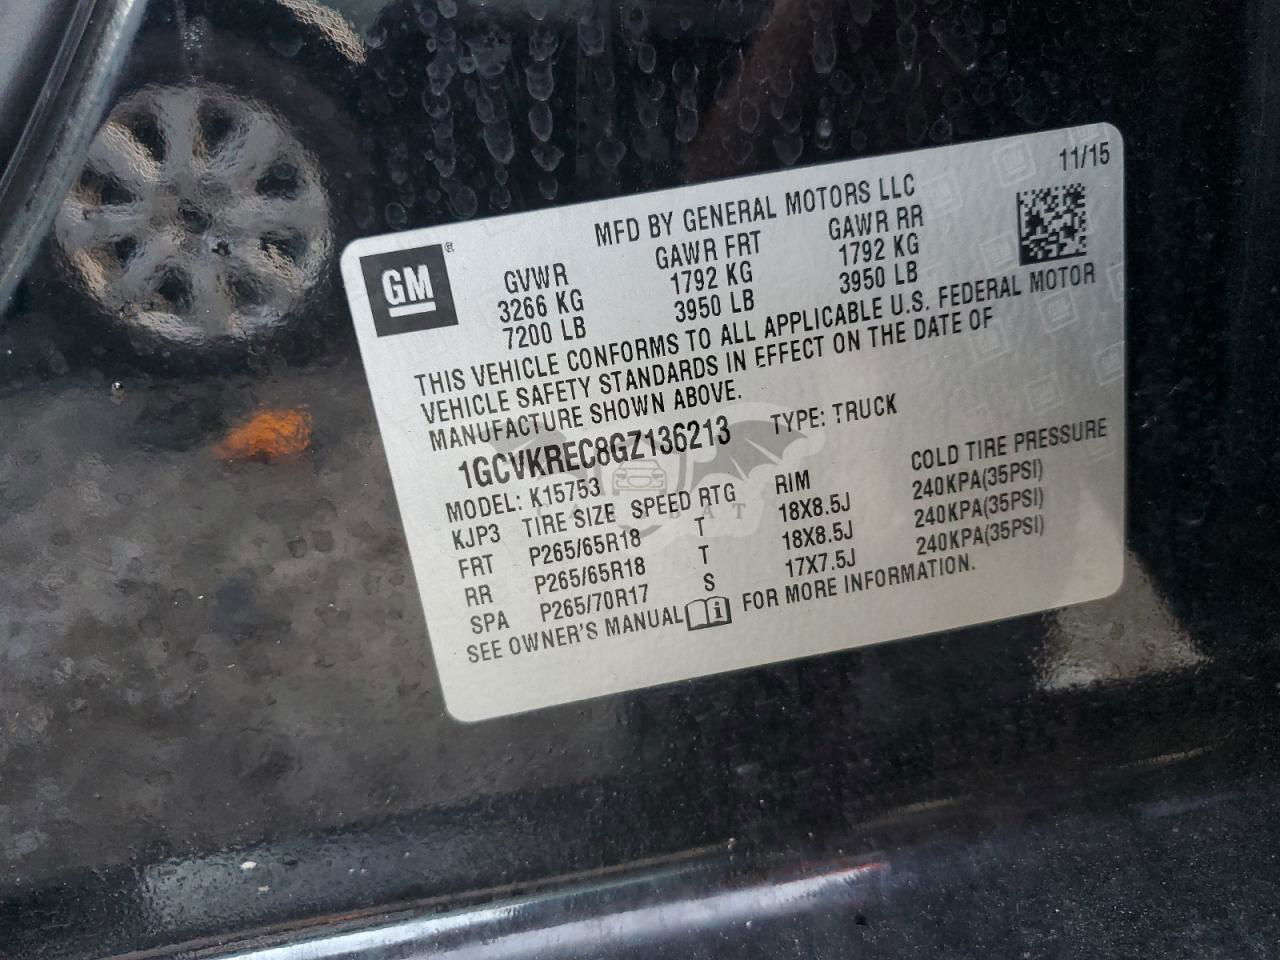 11/15
MFD BY GENERAL MOTORS LLC
GM®
GVWR GAWR FRT GAWR RR
3266 KG 1792 KG 1792 KG
7200 LB 3950 LB 3950 LB
THIS VEHICLE CONFORMS TO ALL APPLICABLE U.S. FEDERAL MOTOR
VEHICLE SAFETY STANDARDS IN EFFECT ON THE DATE OF
MANUFACTURE SHOWN ABOVE.
1GCVKREC8GZ136213 TYPE: TRUCK
MODEL: K15753
KJP3 TIRE SIZE SPEED RTG RIM COLD TIRE PRESSURE
FRT P265/65R18 T 18X8.5J 240KPA(35PSI)
RR P265/65R18 T 18X8.5J 240KPA(35PSI)
SPA P265/70R17 S 17X7.5J 240KPA(35PSI)
SEE OWNER'S MANUAL FOR MORE INFORMATION.